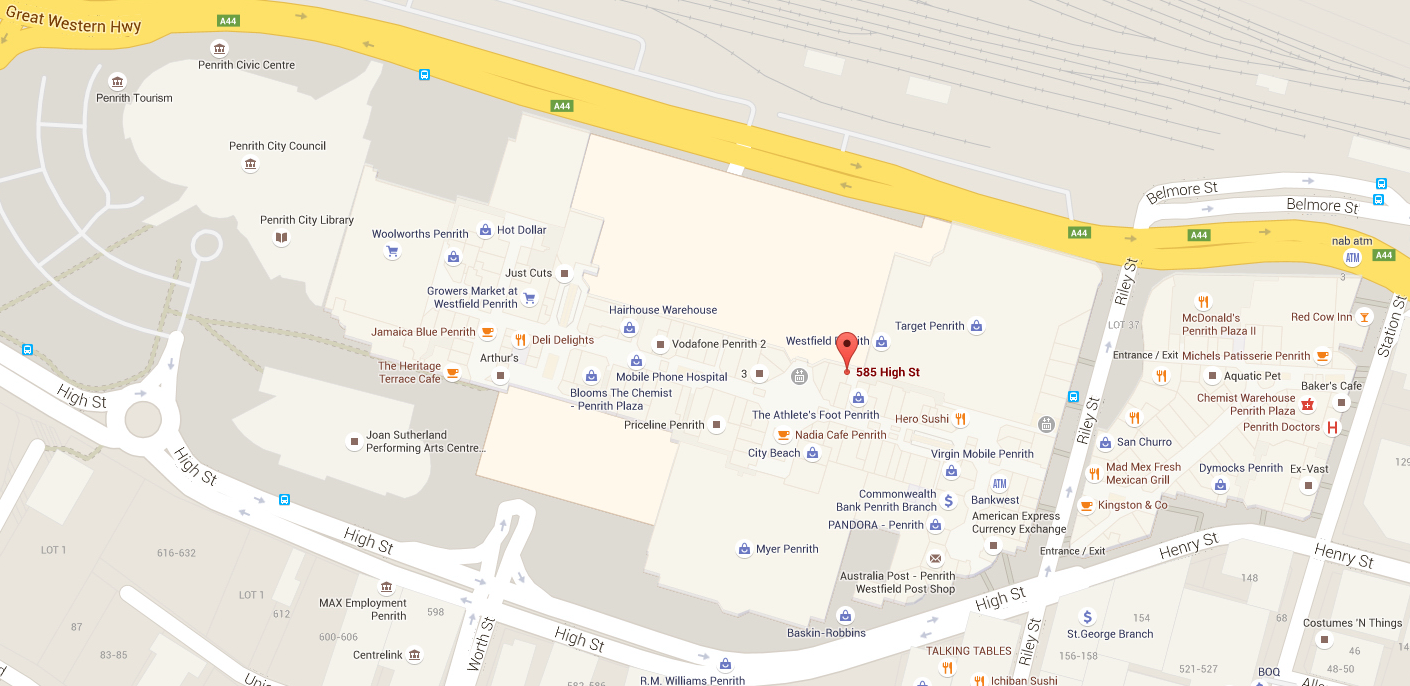 Great Western Hwy
A44
Penrith Civic Centre
Penrith Tourism
A44
Penrith City Council
Belmore St
Belmore St
Penrith City Library
Woolworths Penrith
Hot Dollar
A44
A44
nab atm
A44
Just Cuts
Riley St
3
Growers Market at
Westfield Penrith
Hairhouse Warehouse
LOT 37
McDonald's
Penrith Plaza II
Red Cow Inn
Station St
Jamaica Blue Penrith
Deli Delights
Vodafone Penrith 2
Target Penrith
Entrance / Exit
Michels Patisserie Penrith
Arthur's
The Heritage
Terrace Cafe
Mobile Phone Hospital
3
585 High St
Aquatic Pet
Baker's Cafe
High St
Blooms The Chemist
- Penrith Plaza
Chemist Warehouse
Penrith Plaza
The Athlete's Foot Penrith
Hero Sushi
Riley St
Penrith Doctors
Priceline Penrith
Nadia Cafe Penrith
Joan Sutherland
Performing Arts Centre...
City Beach
Virgin Mobile Penrith
San Churro
High St
Mad Mex Fresh
Mexican Grill
Dymocks Penrith
Ex-Vast
129
ATM
ATM
Commonwealth
Bank Penrith Branch
Bankwest
Kingston & Co
American Express
Currency Exchange
PANDORA - Penrith
High St
LOT 1
616-632
Myer Penrith
Entrance / Exit
Henry St
Henry St
Australia Post - Penrith
Westfield Post Shop
148
LOT 1
MAX Employment
Penrith
598
612
High St
154
68
87
600-606
Baskin-Robbins
St.George Branch
Costumes 'N Things
High St
Worth St
Riley St
83-85
Centrelink
TALKING TABLES
156-158
46
521-527
48-50
R.M. Williams Penrith
Ichiban Sushi
BOQ